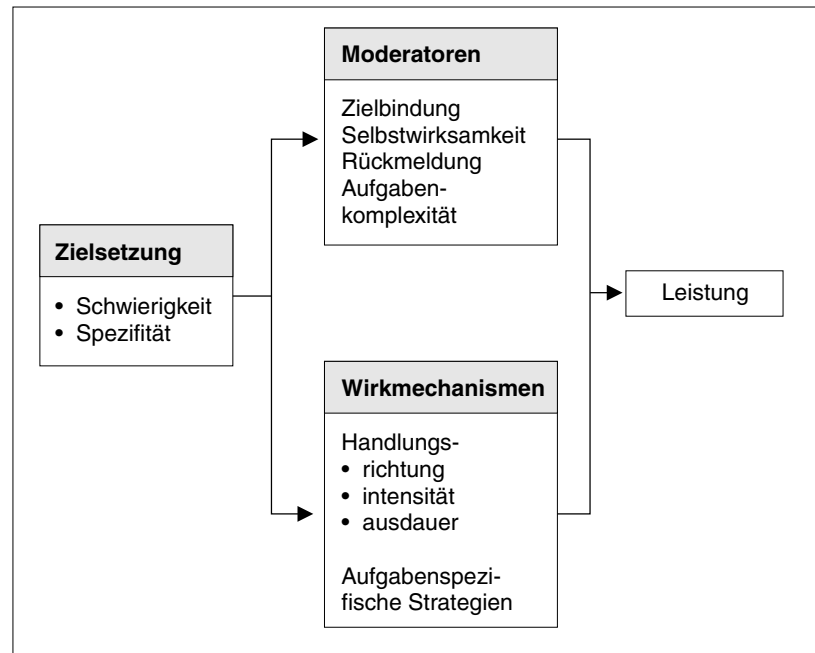 Zielsetzung
• Schwierigkeit
• Spezifität
Moderatoren
Zielbindung
Selbstwirksamkeit
Rückmeldung
Aufgaben-
komplexität
Wirkmechanismen
Handlungs-
• richtung
• intensität
• ausdauer
Aufgabenspezi-
fische Strategien
Leistung